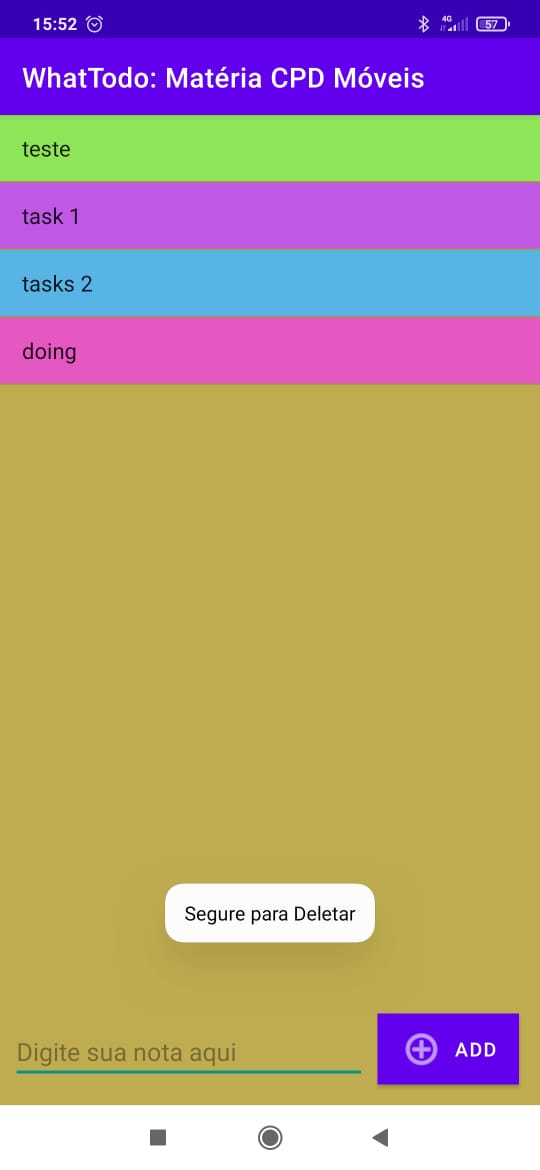 15:52
4G
57
WhatTodo: Matéria CPD Móveis
teste
task 1
tasks 2
doing
Segure para Deletar
Digite sua nota aqui
ADD